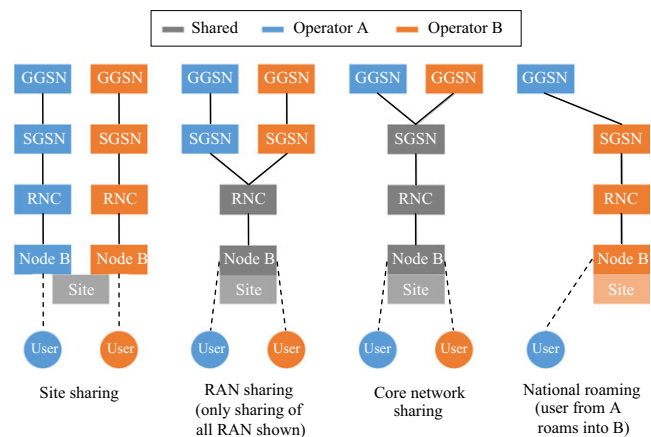 Shared Operator A Operator B
GGSN GGSN GGSN GGSN GGSN GGSN GGSN
SGSN SGSN SGSN SGSN SGSN SGSN
RNC RNC RNC RNC RNC
Node B Node B Node B Node B Node B
Site Site Site Site
User User User User User User User
Site sharing
RAN sharing
(only sharing of
all RAN shown)
Core network
sharing
National roaming
(user from A
roams into B)